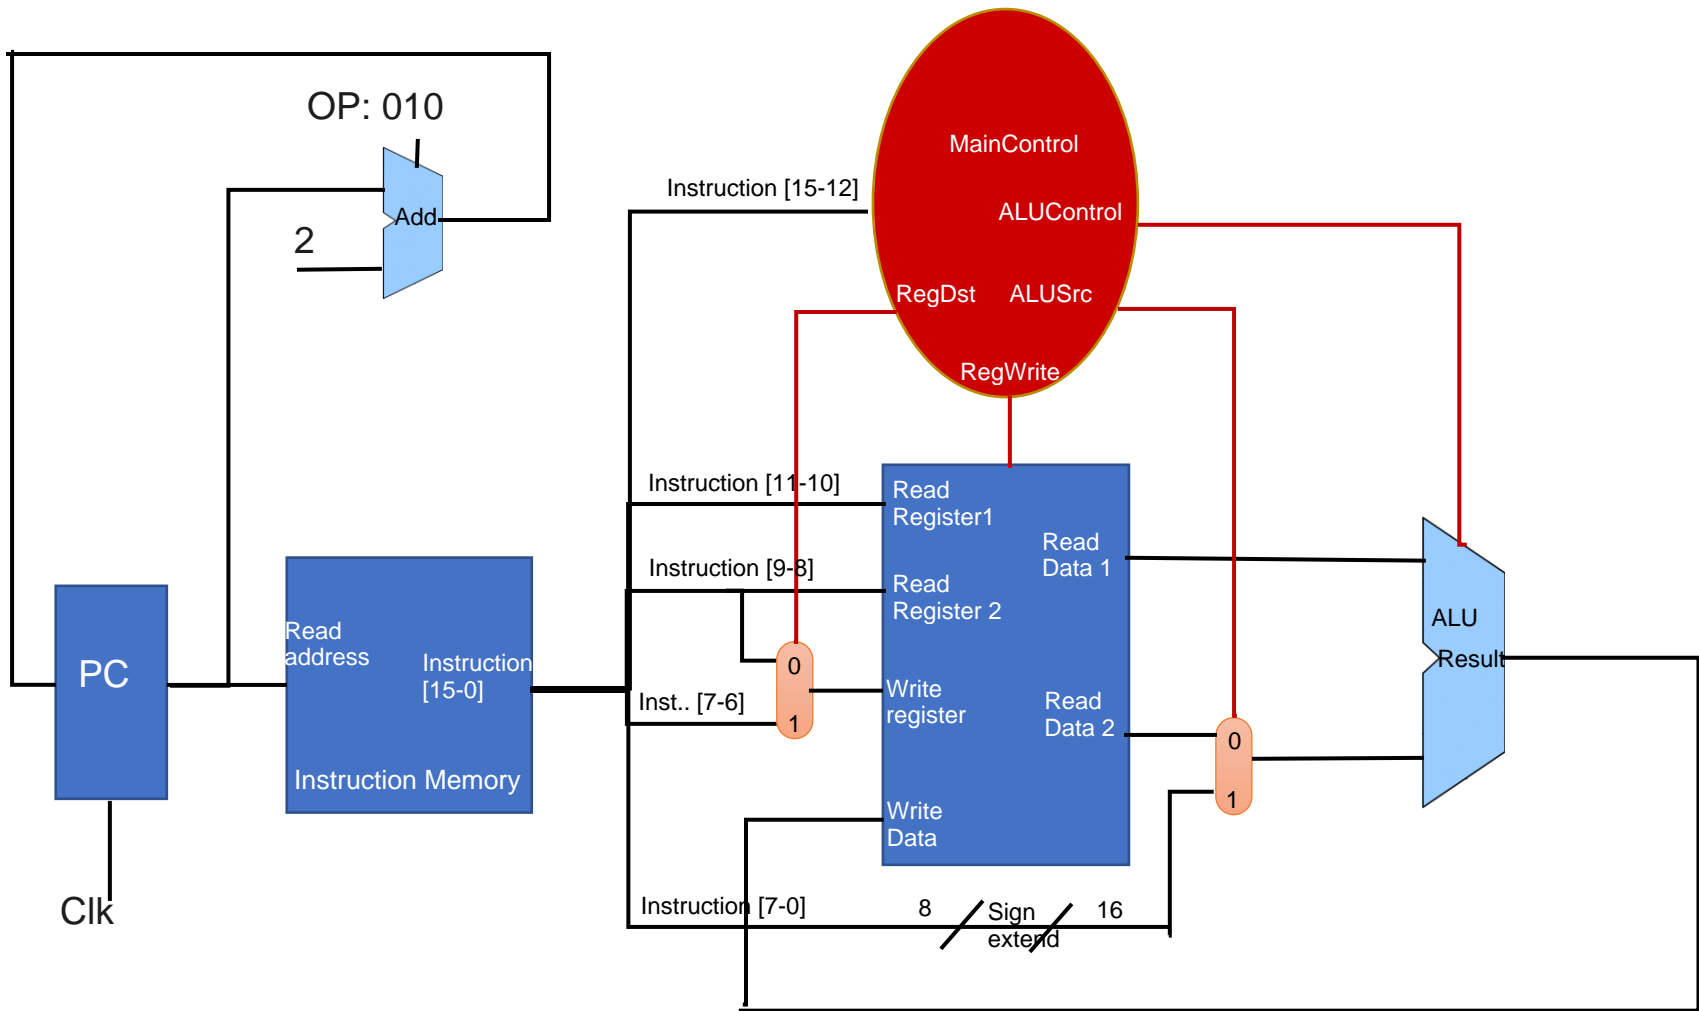 OP: 010
Add
2
MainControl
Instruction [15-12]
ALUControl
RegDst
ALUSrc
RegWrite
Instruction [11-10]
Read
Register1
Read
Data 1
Instruction [9-8]
Read
Register 2
ALU
Result
Read
address
Instruction
[15-0]
PC
Instruction Memory
0
1
Inst.. [7-6]
Write
register
Read
Data 2
0
1
Write
Data
Clk
Instruction [7-0]
8
Sign
extend
16